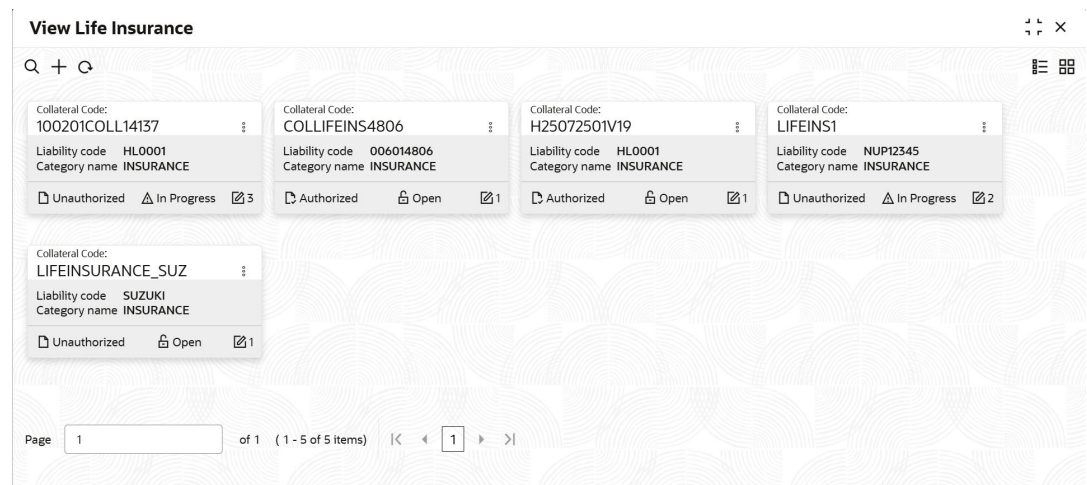 View Life Insurance
Collateral Code:
100201COLL14137
Liability code HL0001
Category name INSURANCE
Unauthorized In Progress 3
Collateral Code:
COLLIFEINS4806
Liability code 006014806
Category name INSURANCE
Authorized Open 1
Collateral Code:
H25072501V19
Liability code HL0001
Category name INSURANCE
Authorized Open 1
Collateral Code:
LIFEINS1
Liability code NUP12345
Category name INSURANCE
Unauthorized In Progress 2
Collateral Code:
LIFEINSURANCE_SUZ
Liability code SUZUKI
Category name INSURANCE
Unauthorized Open 1
Page 1 of 1 ( 1 - 5 of 5 items) 1